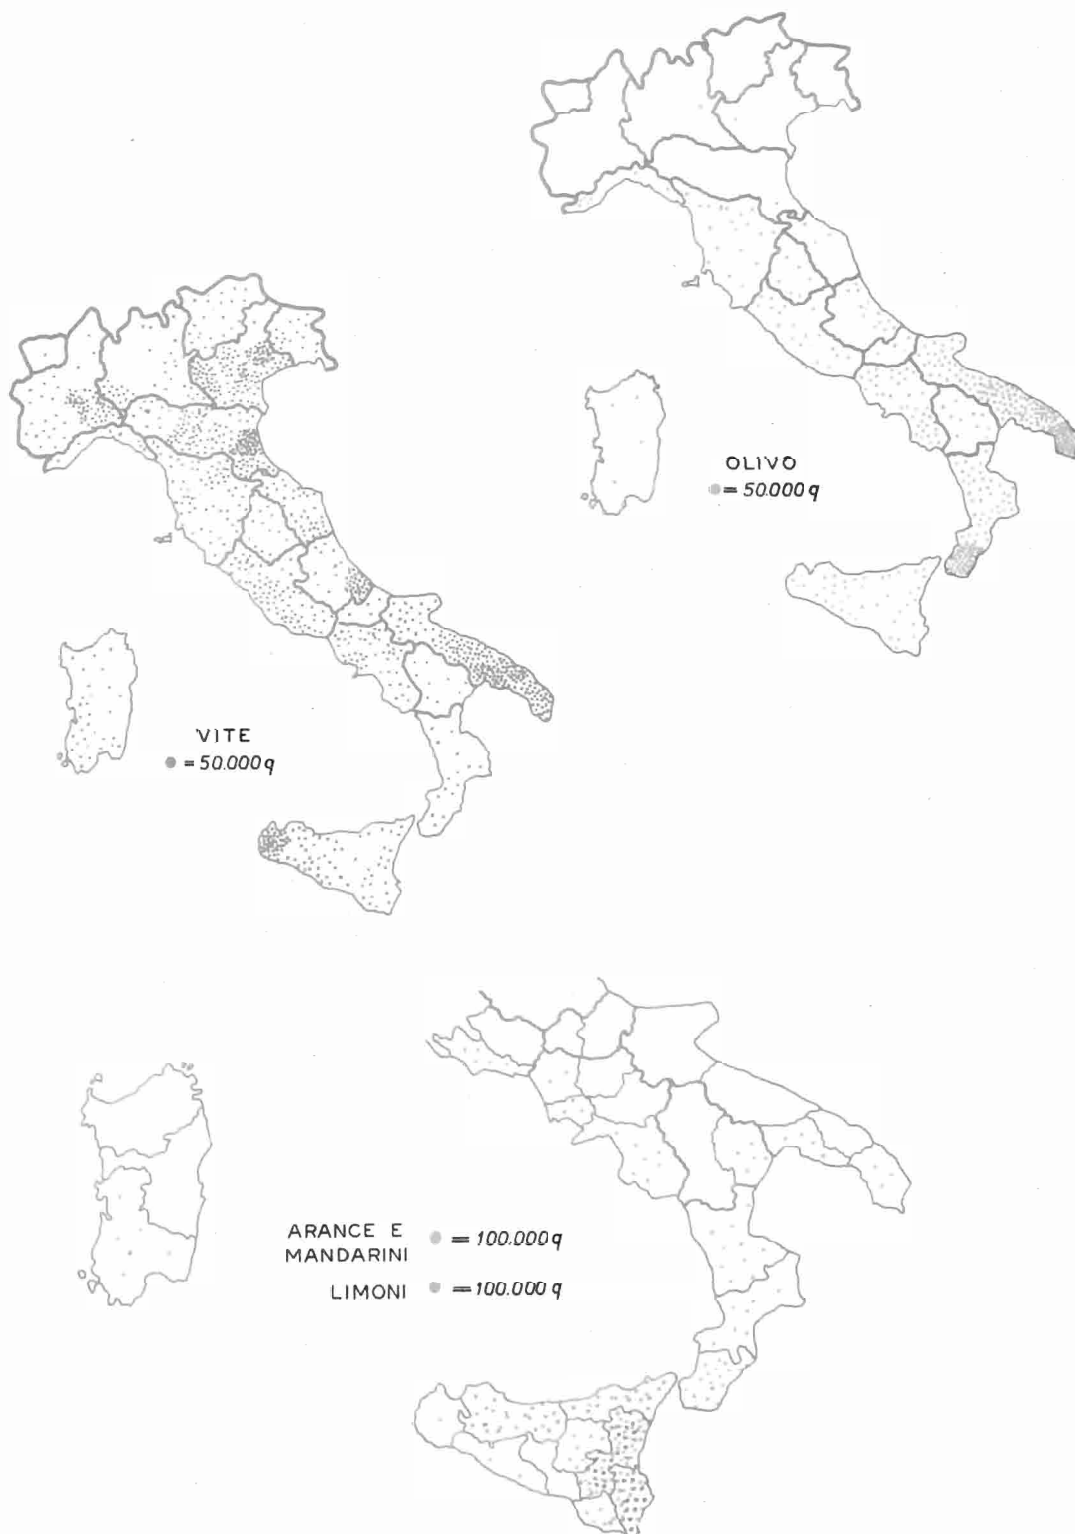 OLIVO
= 50.000 q
VITE
= 50.000 q
ARANCE E
MANDARINI = 100.000 q
LIMONI = 100.000 q